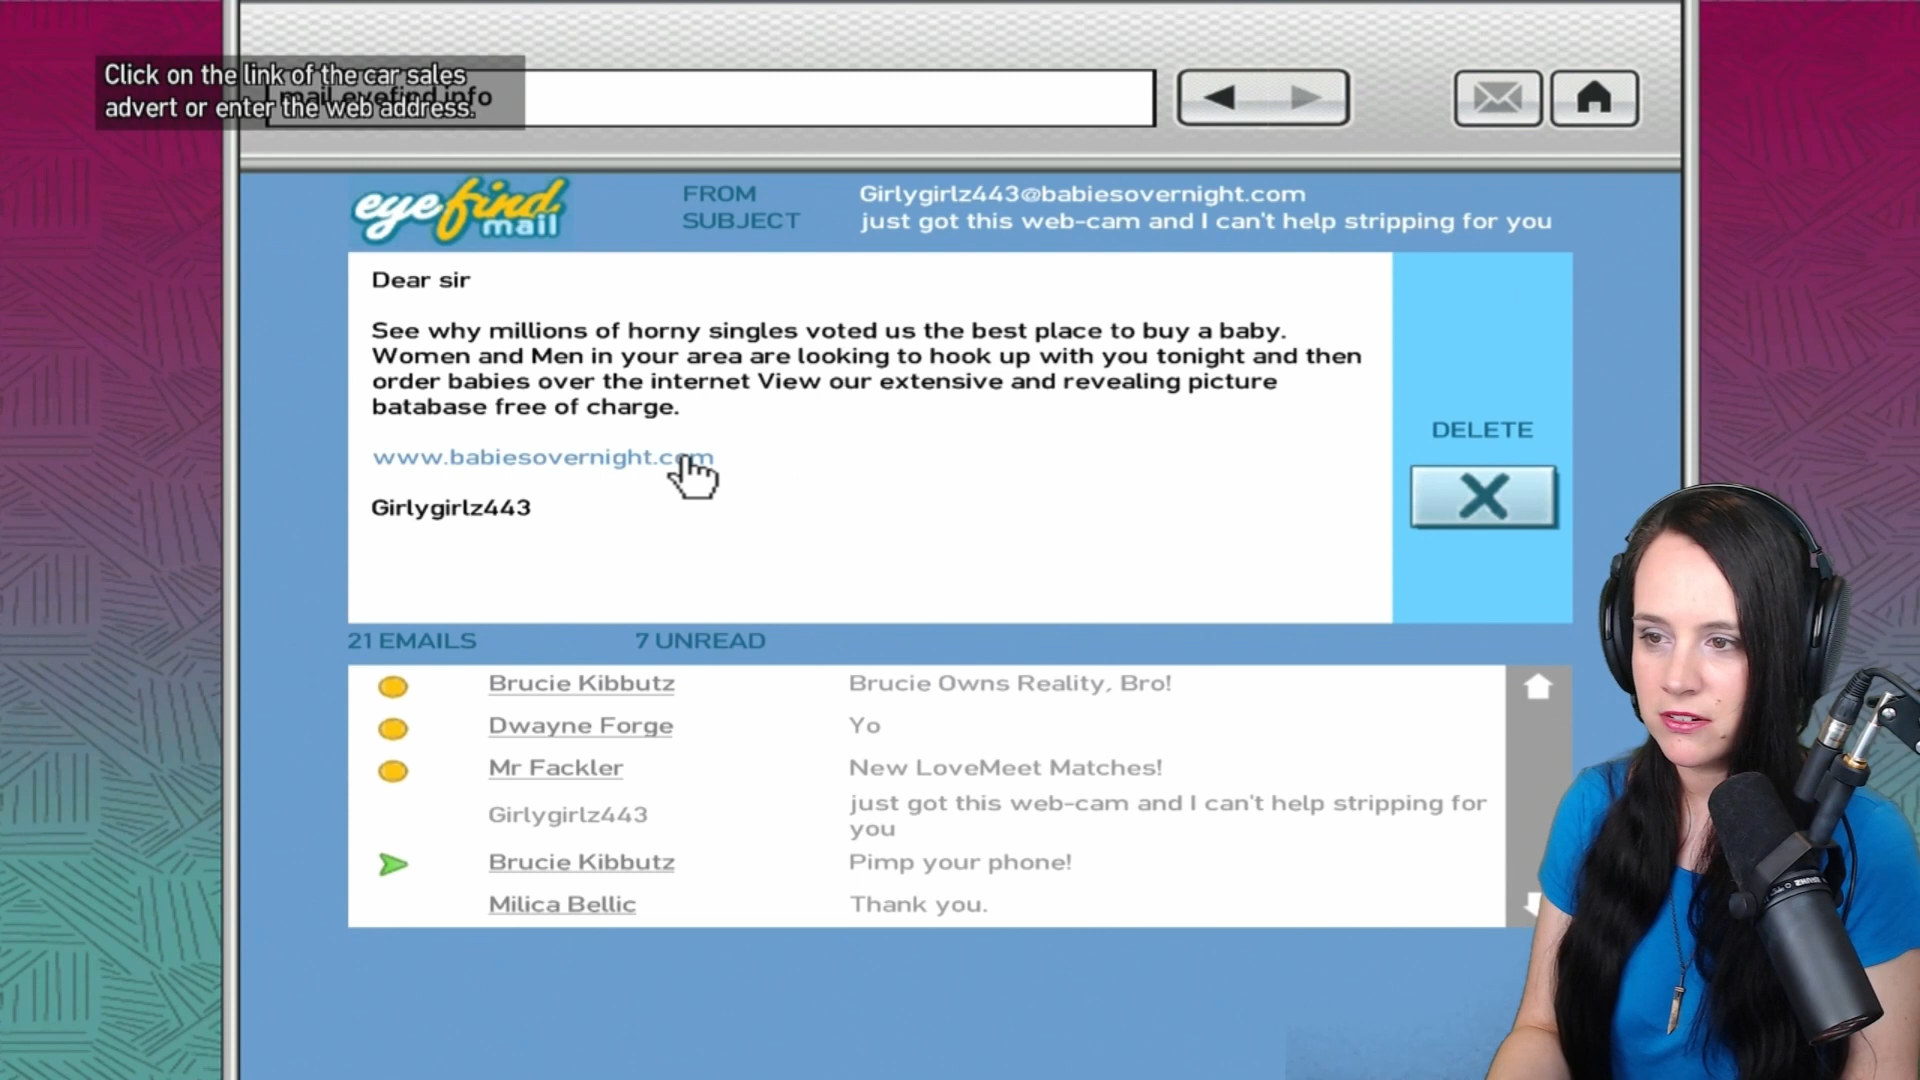 Click on the link of the car sales
advert or enter the web address.
mail.eyefind.info
eyefind
mail
FROM
Girlygirlz443@babiesovernight.com
SUBJECT
just got this web-cam and I can't help stripping for you
Dear sir
See why millions of horny singles voted us the best place to buy a baby.
Women and Men in your area are looking to hook up with you tonight and then
order babies over the internet View our extensive and revealing picture
batabase free of charge.
www.babiesovernight.com
Girlygirlz443
DELETE
21 EMAILS
7 UNREAD
Brucie Kibbutz
Brucie Owns Reality, Bro!
Dwayne Forge
Yo
Mr Fackler
New LoveMeet Matches!
Girlygirlz443
just got this web-cam and I can't help stripping for
you
Brucie Kibbutz
Pimp your phone!
Milica Bellic
Thank you.